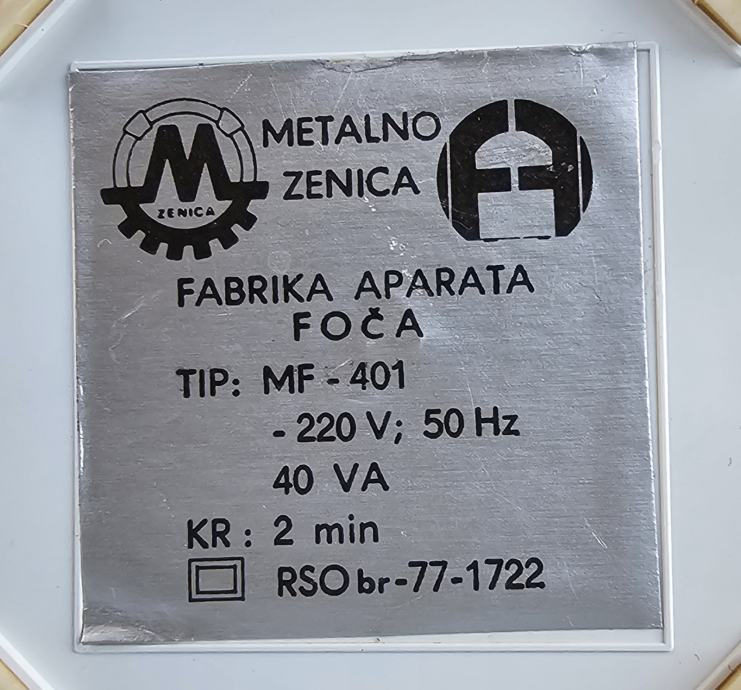 METALNO
ZENICA
M
ZENICA
FA
FABRIKA APARATA
FOČA
TIP: MF - 401
- 220 V; 50 Hz
40 VA
KR: 2 min
RSO br-77-1722